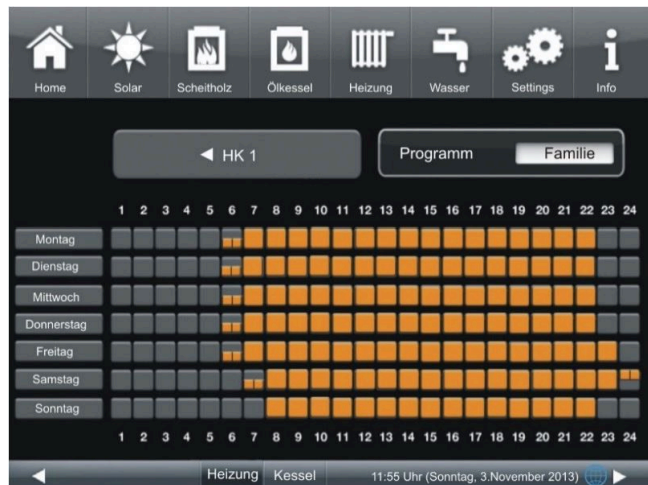 Home Solar Scheitholz Ölkessel Heizung Wasser Settings Info
HK 1 Programm Familie
1 2 3 4 5 6 7 8 9 10 11 12 13 14 15 16 17 18 19 20 21 22 23 24
Montag
Dienstag
Mittwoch
Donnerstag
Freitag
Samstag
Sonntag
1 2 3 4 5 6 7 8 9 10 11 12 13 14 15 16 17 18 19 20 21 22 23 24
Heizung Kessel 11:55 Uhr (Sonntag, 3.November 2013)